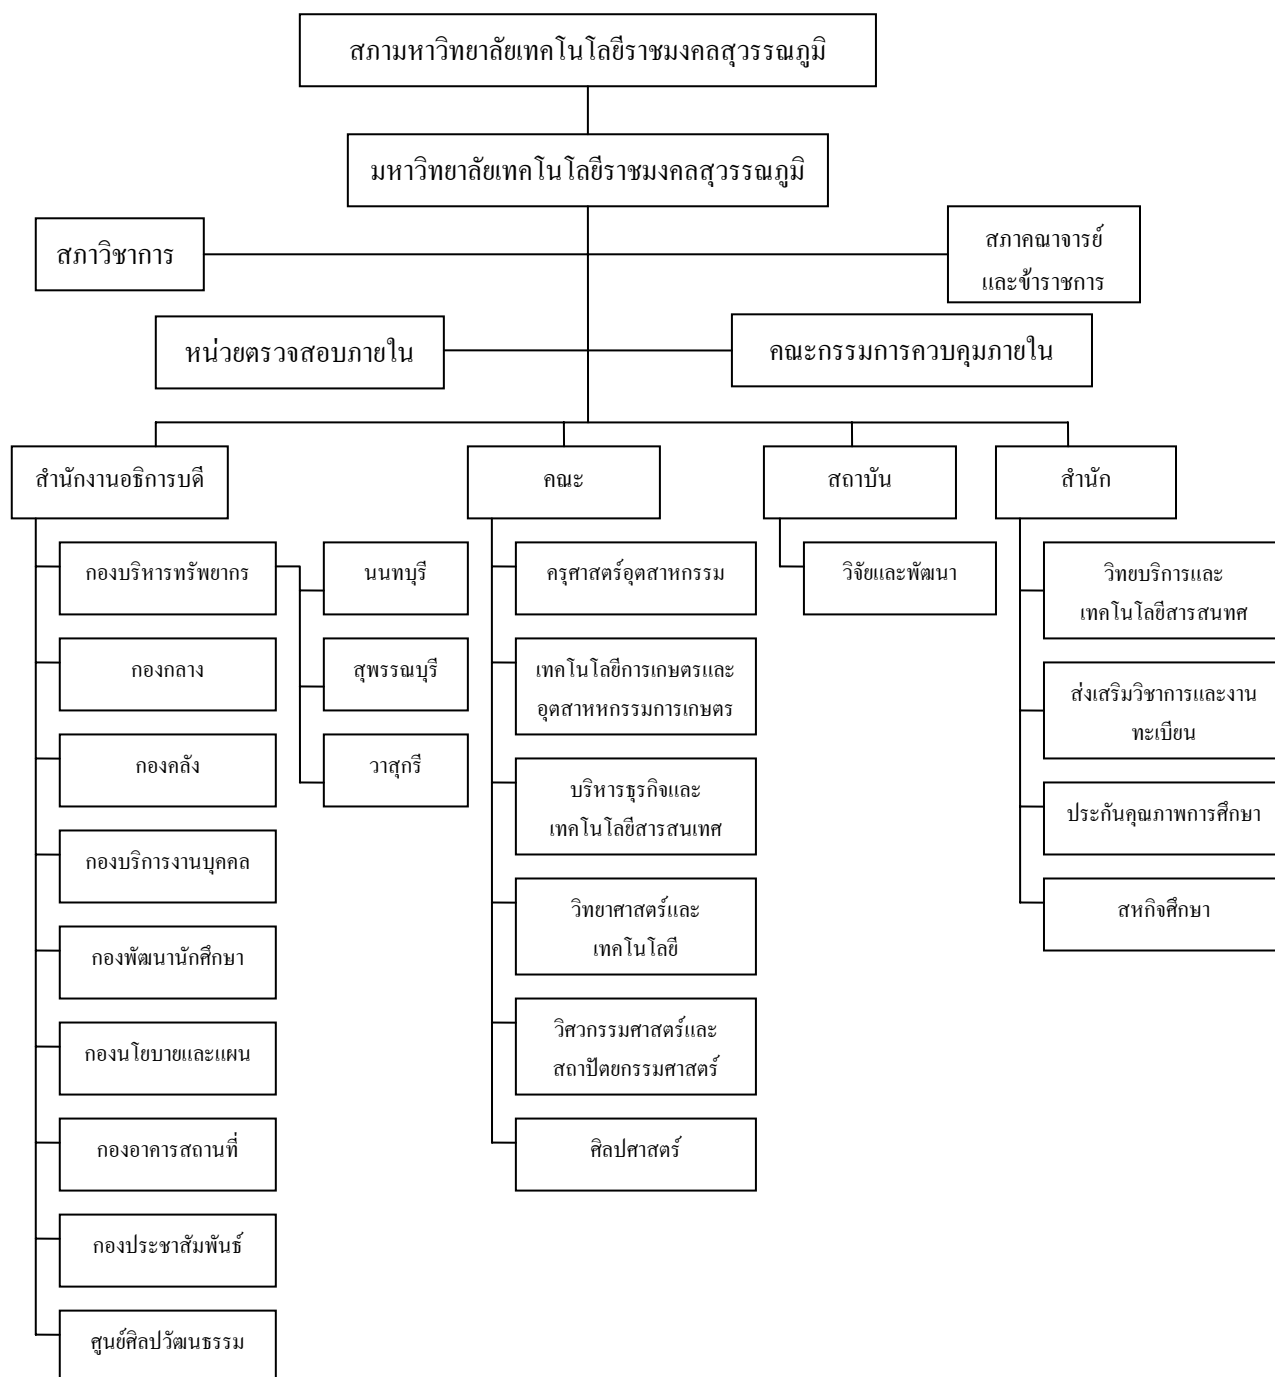 สภามหาวิทยาลัยเทคโนโลยีราชมงคลสุวรรณภูมิ
มหาวิทยาลัยเทคโนโลยีราชมงคลสุวรรณภูมิ
สภาวิชาการ
สภาคณาจารย์
และข้าราชการ
หน่วยตรวจสอบภายใน
คณะกรรมการควบคุมภายใน
สำนักงานอธิการบดี
กองบริหารทรัพยากร
นนทบุรี
สุพรรณบุรี
วาสุกรี
กองกลาง
กองคลัง
กองบริการงานบุคคล
กองพัฒนานักศึกษา
กองนโยบายและแผน
กองอาคารสถานที่
กองประชาสัมพันธ์
ศูนย์ศิลปวัฒนธรรม
คณะ
ครุศาสตร์อุตสาหกรรม
เทคโนโลยีการเกษตรและ
อุตสาหหกรรมการเกษตร
บริหารธุรกิจและ
เทคโนโลยีสารสนเทศ
วิทยาศาสตร์และ
เทคโนโลยี
วิศวกรรมศาสตร์และ
สถาปัตยกรรมศาสตร์
ศิลปศาสตร์
สถาบัน
วิจัยและพัฒนา
สำนัก
วิทยบริการและ
เทคโนโลยีสารสนทศ
ส่งเสริมวิชาการและงาน
ทะเบียน
ประกันคุณภาพการศึกษา
สหกิจศึกษา